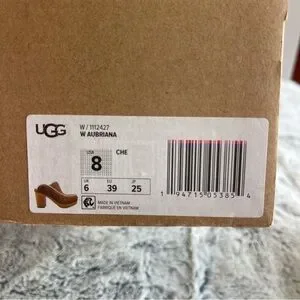 UGG
W / 1112427
W AUBRIANA
USA
8
CHE
UK EU JP
6 39 25
MADE IN VIETNAM
FABRIQUÉ EN VIETNAM
1 94715 05385 4